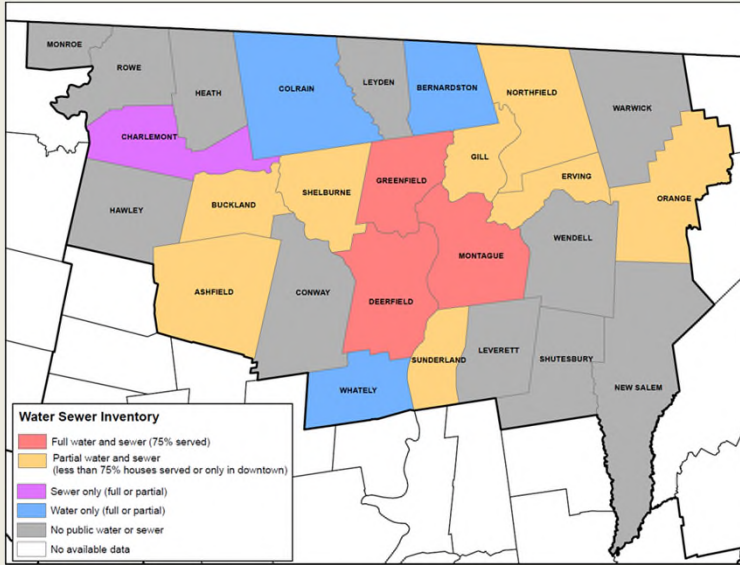 MONROE
ROWE
HEATH
COLRAIN
LEYDEN
BERNARDSTON
NORTHFIELD
WARWICK
CHARLEMONT
GILL
GREENFIELD
SHELBURNE
ERVING
ORANGE
HAWLEY
BUCKLAND
WENDELL
MONTAGUE
ASHFIELD
CONWAY
DEERFIELD
SUNDERLAND
LEVERETT
SHUTESBURY
NEW SALEM
WHATELY
Water Sewer Inventory
Full water and sewer (75% served)
Partial water and sewer
(less than 75% houses served or only in downtown)
Sewer only (full or partial)
Water only (full or partial)
No public water or sewer
No available data